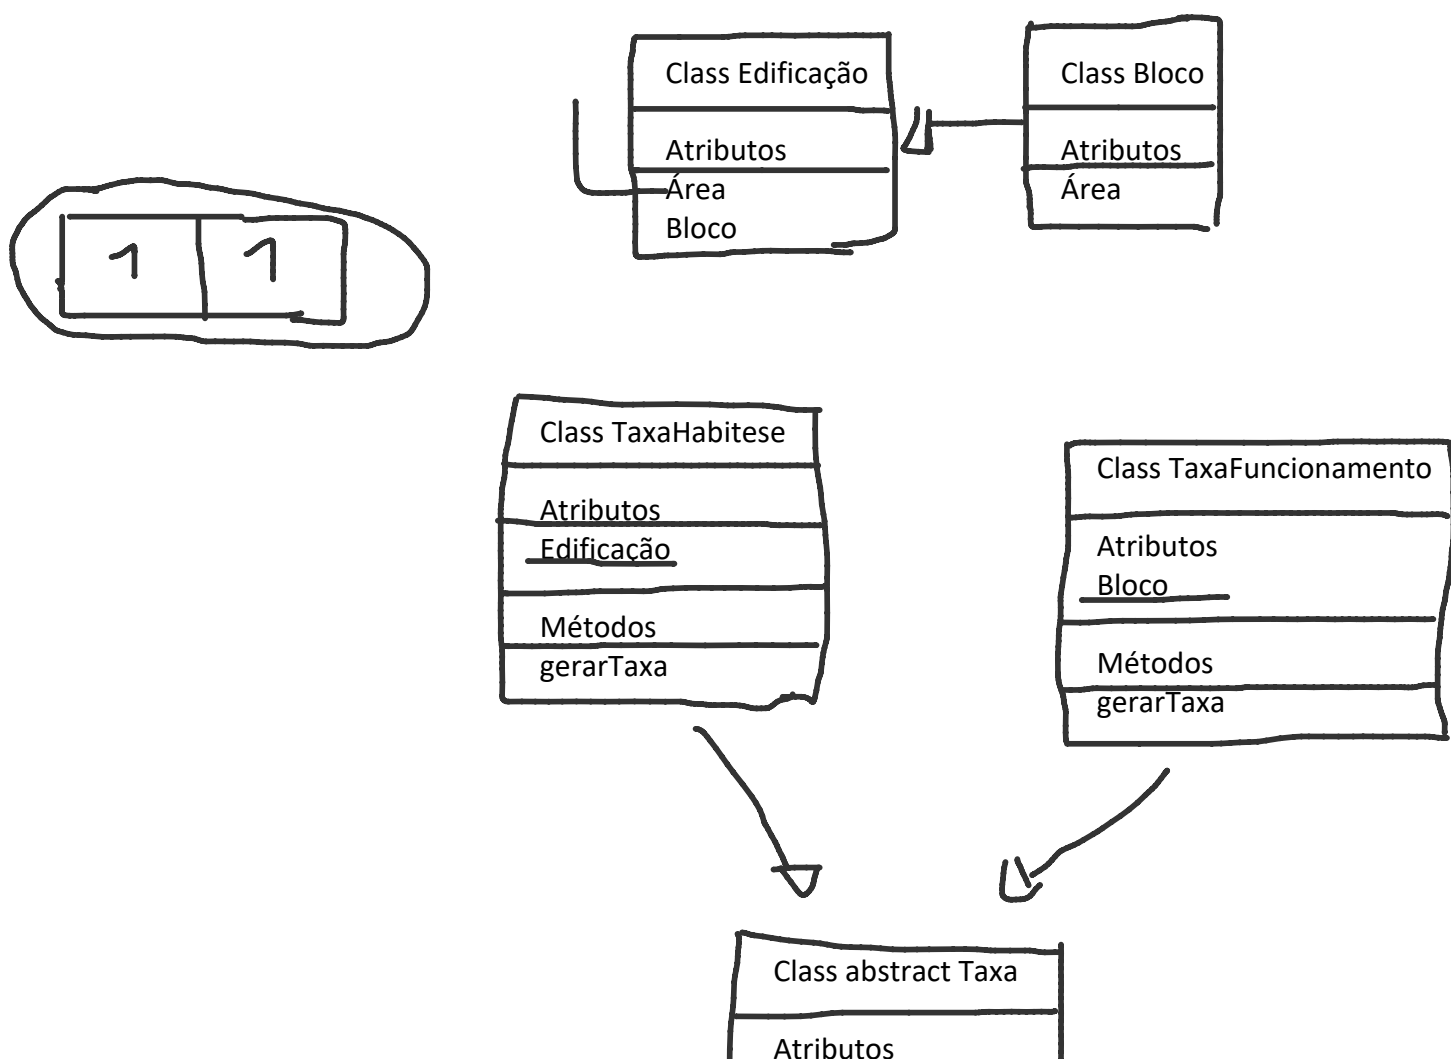 Class Edificação
Atributos
Área
Bloco
Class Bloco
Atributos
Área
1 1
Class TaxaHabitese
Atributos
Edificação
Métodos
gerarTaxa
Class TaxaFuncionamento
Atributos
Bloco
Métodos
gerarTaxa
Class abstract Taxa
Atributos